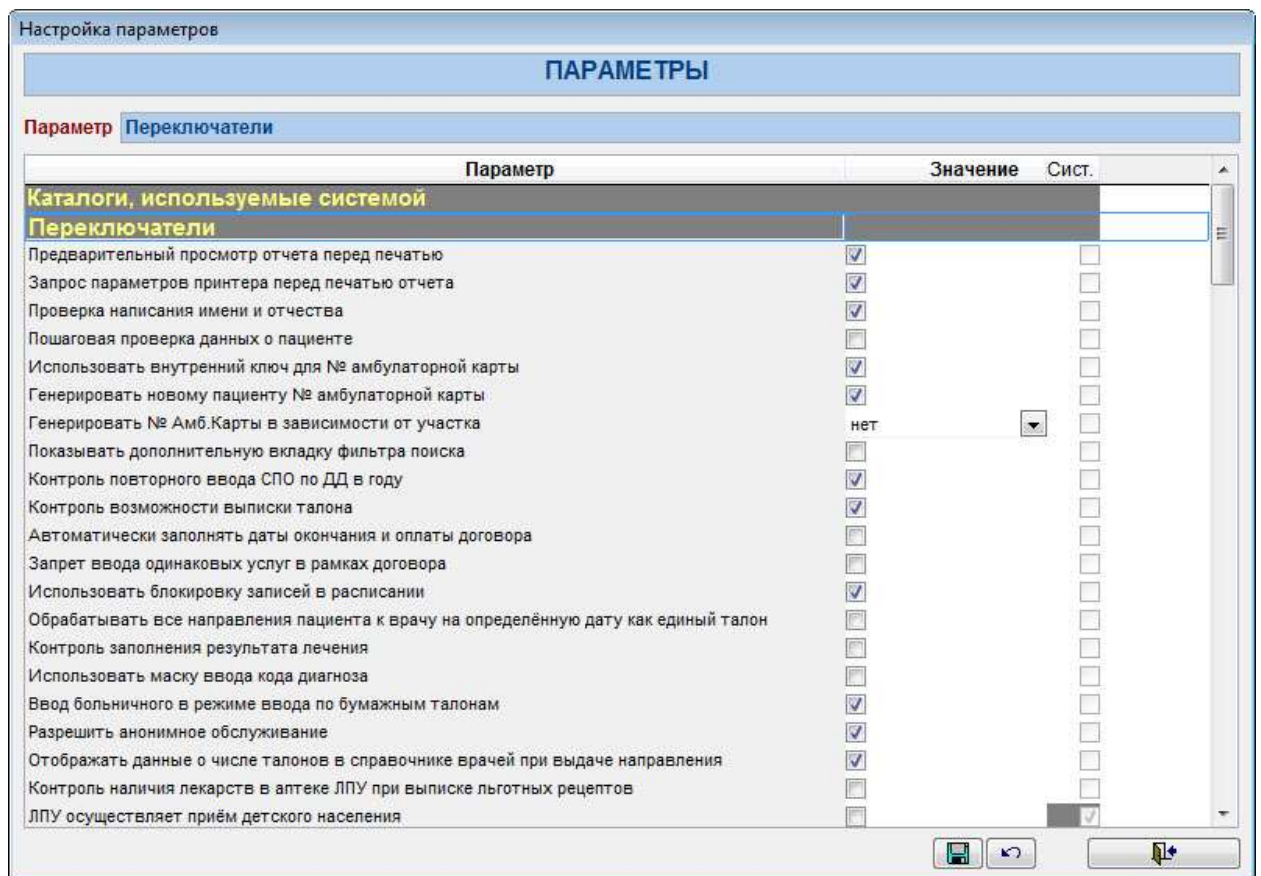 Настройка параметров
ПАРАМЕТРЫ
Параметр Переключатели
Параметр Значение Сист.
Каталоги, используемые системой
Переключатели
Предварительный просмотр отчета перед печатью
Запрос параметров принтера перед печатью отчета
Проверка написания имени и отчества
Пошаговая проверка данных о пациенте
Использовать внутренний ключ для № амбулаторной карты
Генерировать новому пациенту № амбулаторной карты
Генерировать № Амб.Карты в зависимости от участка нет
Показывать дополнительную вкладку фильтра поиска
Контроль повторного ввода СПО по ДД в году
Контроль возможности выписки талона
Автоматически заполнять даты окончания и оплаты договора
Запрет ввода одинаковых услуг в рамках договора
Использовать блокировку записей в расписании
Обрабатывать все направления пациента к врачу на определённую дату как единый талон
Контроль заполнения результата лечения
Использовать маску ввода кода диагноза
Ввод больничного в режиме ввода по бумажным талонам
Разрешить анонимное обслуживание
Отображать данные о числе талонов в справочнике врачей при выдаче направления
Контроль наличия лекарств в аптеке ЛПУ при выписке льготных рецептов
ЛПУ осуществляет приём детского населения